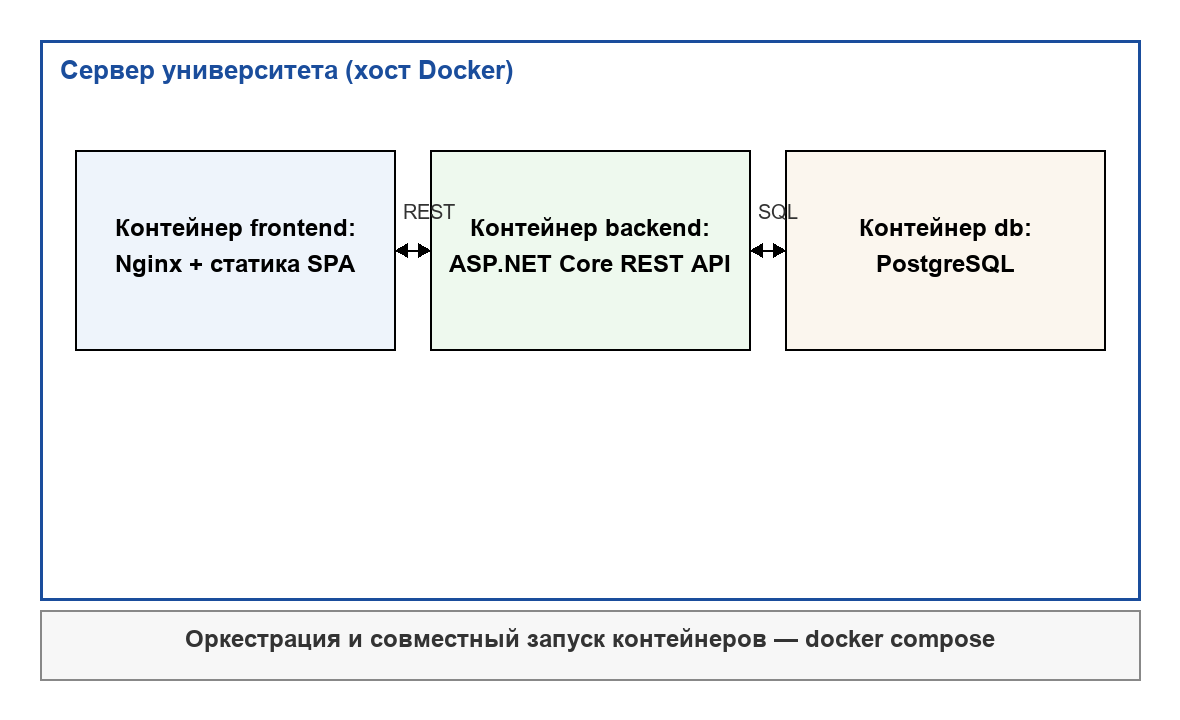 Сервер университета (хост Docker)
REST
SQL
Контейнер frontend:
Nginx + статика SPA
Контейнер backend:
ASP.NET Core REST API
Контейнер db:
PostgreSQL
Оркестрация и совместный запуск контейнеров — docker compose